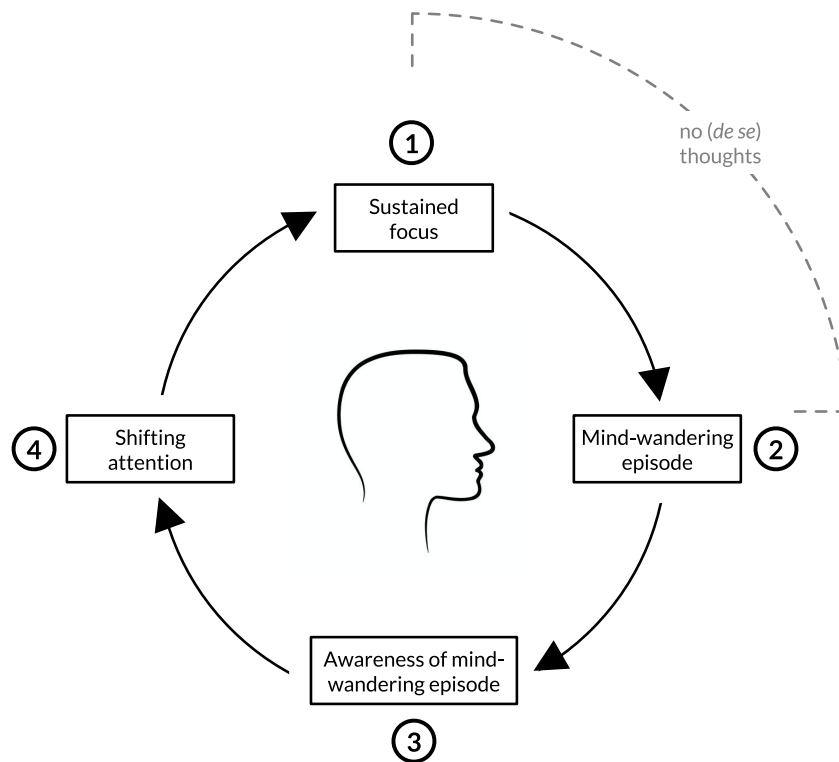 no (de se)
thoughts
1
Sustained
focus
4
Shifting
attention
Mind-wandering
episode
2
Awareness of mind-
wandering episode
3